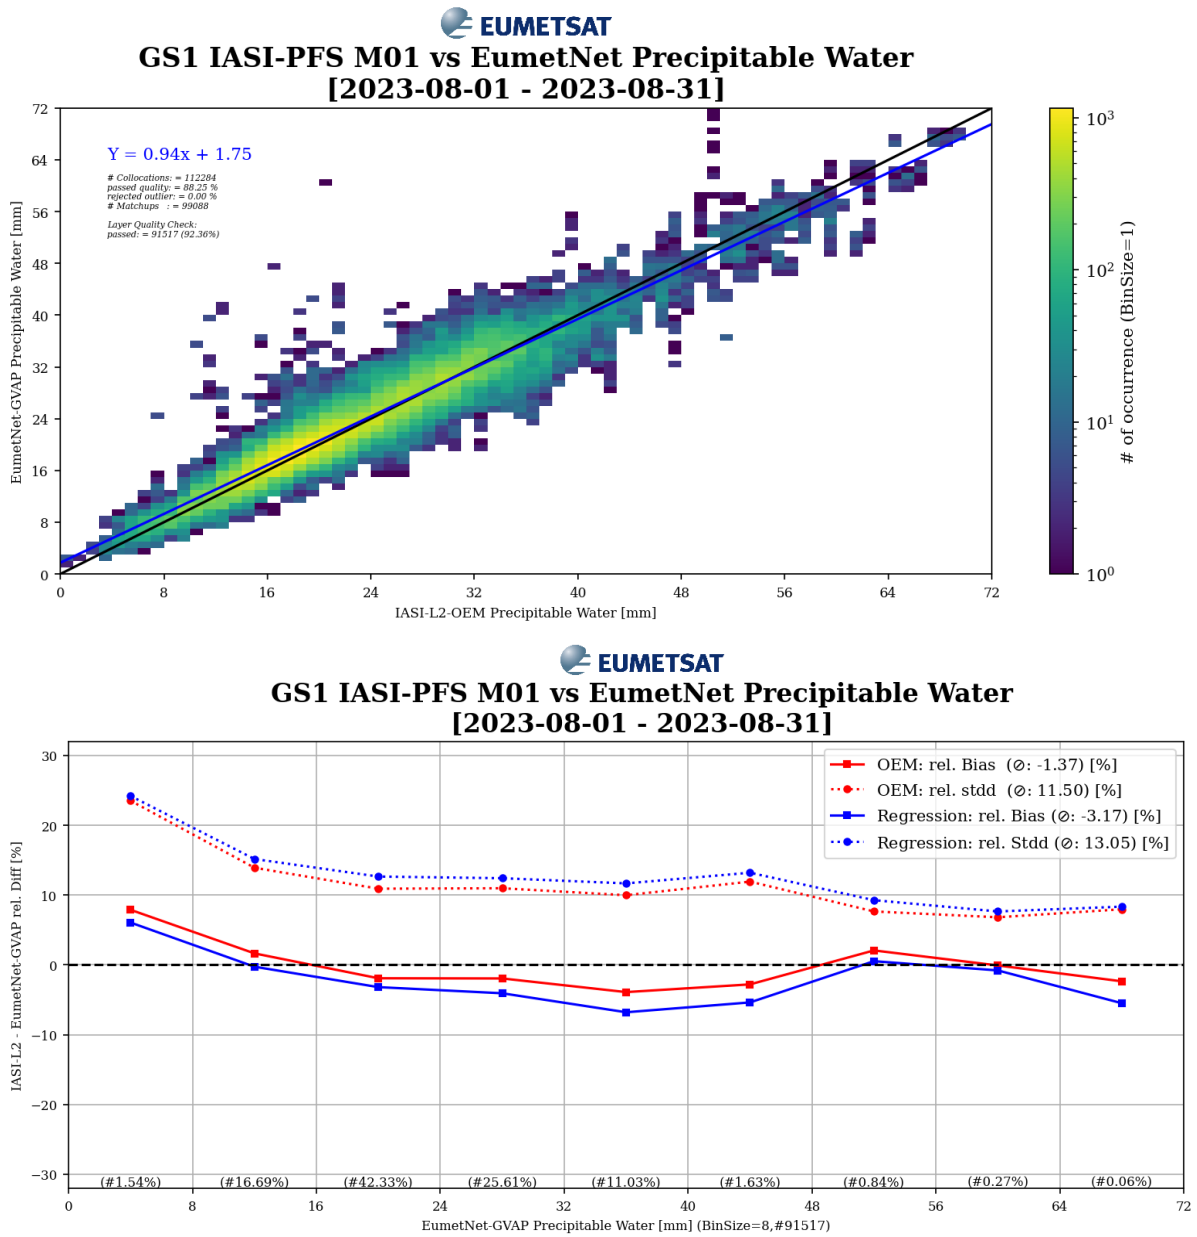 EUMETSAT
GS1 IASI-PFS M01 vs EumetNet Precipitable Water
[2023-08-01 - 2023-08-31]
Y = 0.94x + 1.75
# Collocations: = 112284
passed quality: = 88.25 %
rejected outlier: = 0.00 %
# Matchups : = 99088
Layer Quality Check:
passed: = 91517 (92.36%)
EumetNet-GVAP Precipitable Water [mm]
72
64
56
48
40
32
24
16
8
0
0 8 16 24 32 40 48 56 64 72
IASI-L2-OEM Precipitable Water [mm]
10³
10²
10¹
10⁰
# of occurrence (BinSize=1)
EUMETSAT
GS1 IASI-PFS M01 vs EumetNet Precipitable Water
[2023-08-01 - 2023-08-31]
OEM: rel. Bias (⊘: -1.37) [%]
OEM: rel. stdd (⊘: 11.50) [%]
Regression: rel. Bias (⊘: -3.17) [%]
Regression: rel. Stdd (⊘: 13.05) [%]
IASI-L2 - EumetNet-GVAP rel. Diff [%]
30
20
10
0
−10
−20
−30
(#1.54%) (#16.69%) (#42.33%) (#25.61%) (#11.03%) (#1.63%) (#0.84%) (#0.27%) (#0.06%)
0 8 16 24 32 40 48 56 64 72
EumetNet-GVAP Precipitable Water [mm] (BinSize=8,#91517)